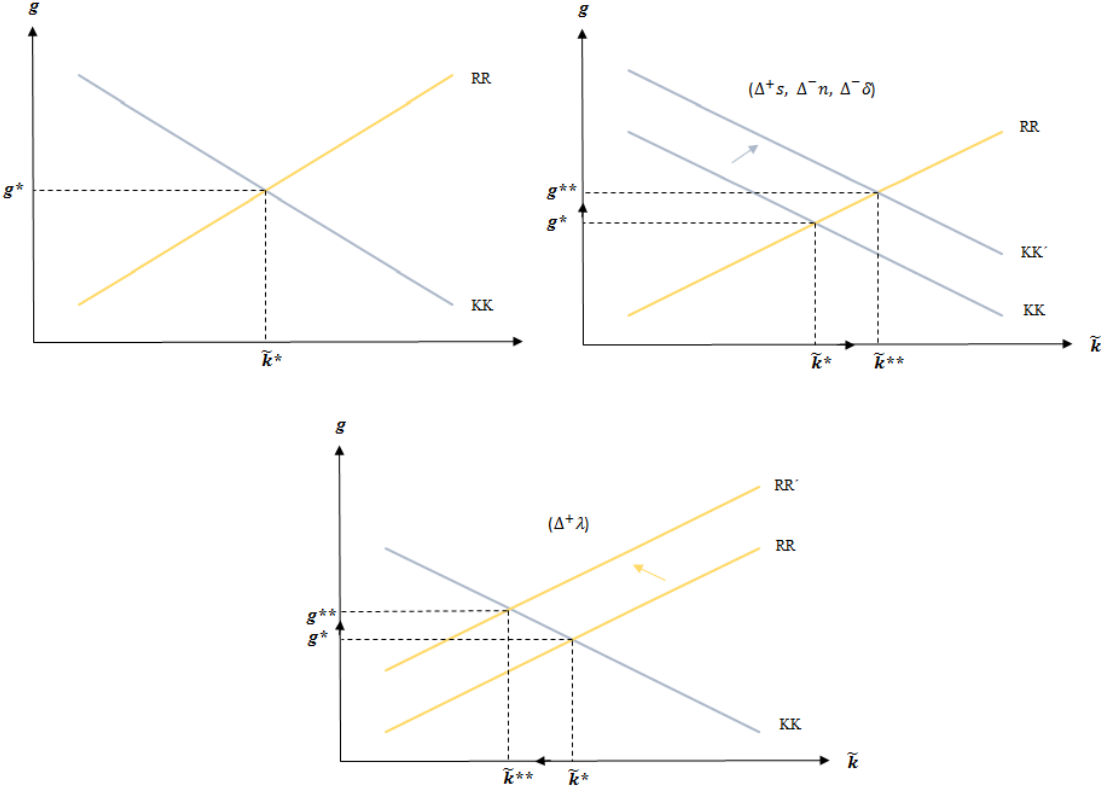 g
RR
g*
KK
k̃*
g
(Δ⁺s, Δ⁻n, Δ⁻δ)
RR
g**
g*
KK´
KK
k̃* k̃**
k̃
g
RR´
(Δ⁺λ)
RR
g**
g*
KK
k̃** k̃*
k̃